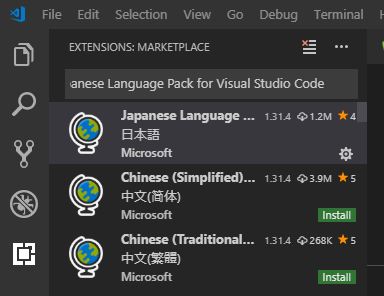 File Edit Selection View Go Debug Terminal
EXTENSIONS: MARKETPLACE
panese Language Pack for Visual Studio Code
Japanese Language ... 1.31.4 1.2M 4
日本語
Microsoft
Chinese (Simplified)... 1.31.4 3.9M 5
中文(简体)
Microsoft Install
Chinese (Traditional... 1.31.4 268K 5
中文(繁體)
Microsoft Install